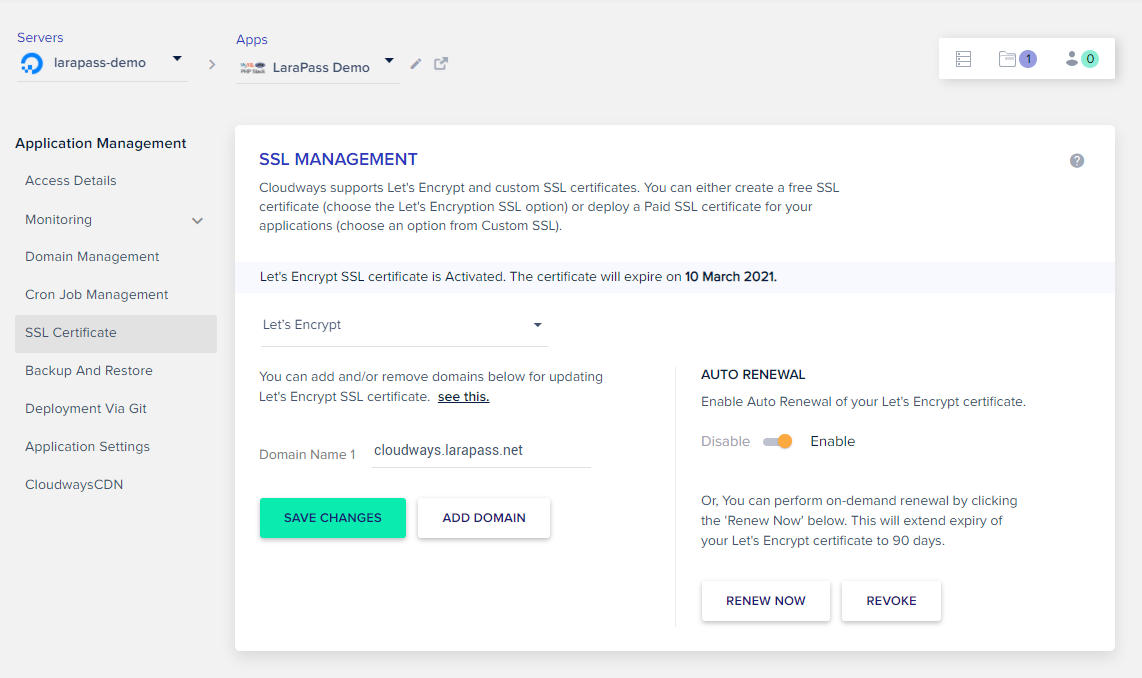 Servers
larapass-demo
Apps
LaraPass Demo
1
0
Application Management
Access Details
Monitoring
Domain Management
Cron Job Management
SSL Certificate
Backup And Restore
Deployment Via Git
Application Settings
CloudwaysCDN
SSL MANAGEMENT
?
Cloudways supports Let's Encrypt and custom SSL certificates. You can either create a free SSL
certificate (choose the Let's Encryption SSL option) or deploy a Paid SSL certificate for your
applications (choose an option from Custom SSL).
Let's Encrypt SSL certificate is Activated. The certificate will expire on 10 March 2021.
Let's Encrypt
You can add and/or remove domains below for updating
Let's Encrypt SSL certificate. see this.
Domain Name 1
cloudways.larapass.net
SAVE CHANGES
ADD DOMAIN
AUTO RENEWAL
Enable Auto Renewal of your Let's Encrypt certificate.
Disable
Enable
Or, You can perform on-demand renewal by clicking
the 'Renew Now' below. This will extend expiry of
your Let's Encrypt certificate to 90 days.
RENEW NOW
REVOKE